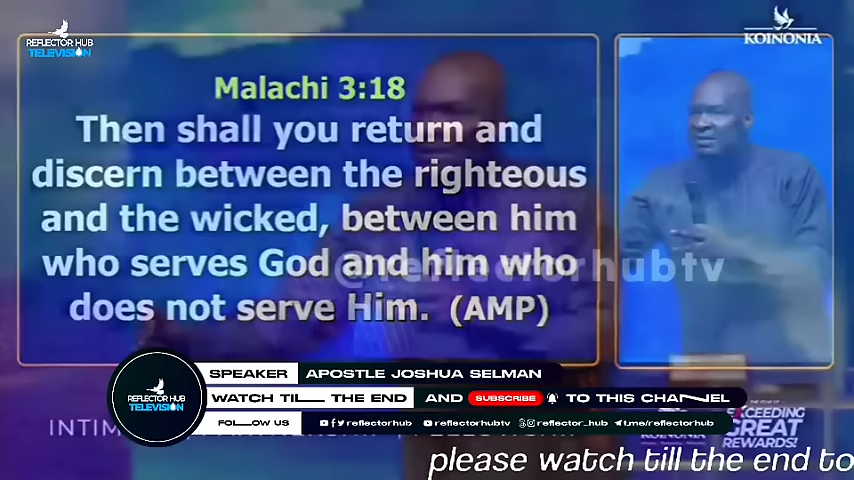 REFLECTOR HUB
TELEVISION
KOINONIA
Malachi 3:18
Then shall you return and
discern between the righteous
and the wicked, between him
who serves God and him who
does not serve Him. (AMP)
@reflectorhubtv
REFLECTOR HUB
TELEVISION
SPEAKER APOSTLE JOSHUA SELMAN
WATCH TILL THE END AND SUBSCRIBE TO THIS CHANNEL
FOLLOW US reflectorhub reflectorhubtv @reflector_hub t.me/reflectorhub
KOINONIA
EXCEEDING
GREAT
REWARDS!
please watch till the end to